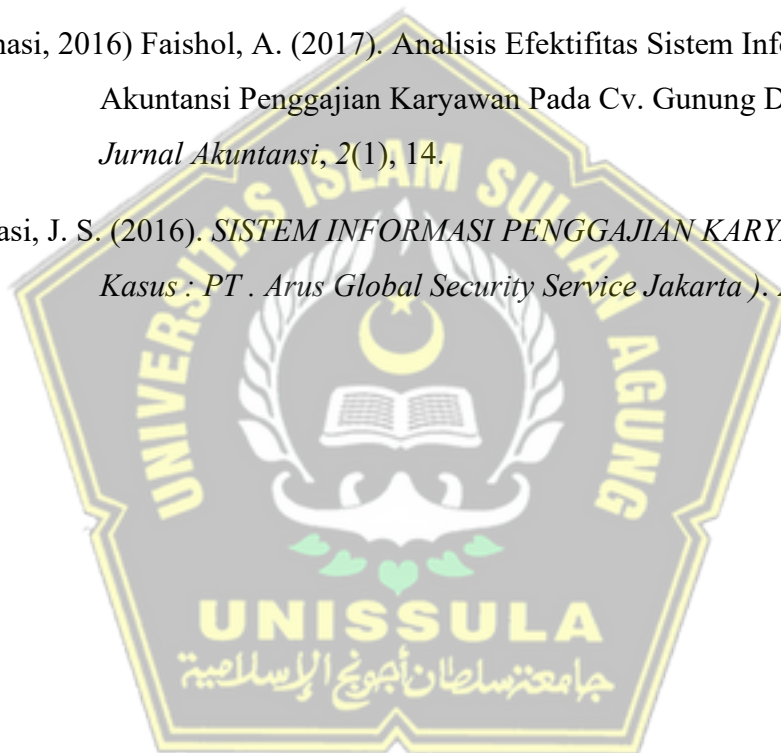 nasi, 2016) Faishol, A. (2017). Analisis Efektifitas Sistem Info
Akuntansi Penggajian Karyawan Pada Cv. Gunung D
Jurnal Akuntansi, 2(1), 14.
asi, J. S. (2016). SISTEM INFORMASI PENGGAJIAN KARY
Kasus : PT . Arus Global Security Service Jakarta ).
UNIVERSITAS ISLAM SULTAN AGUNG
UNISSULA
جامعة سلطان أجونج الإسلامية